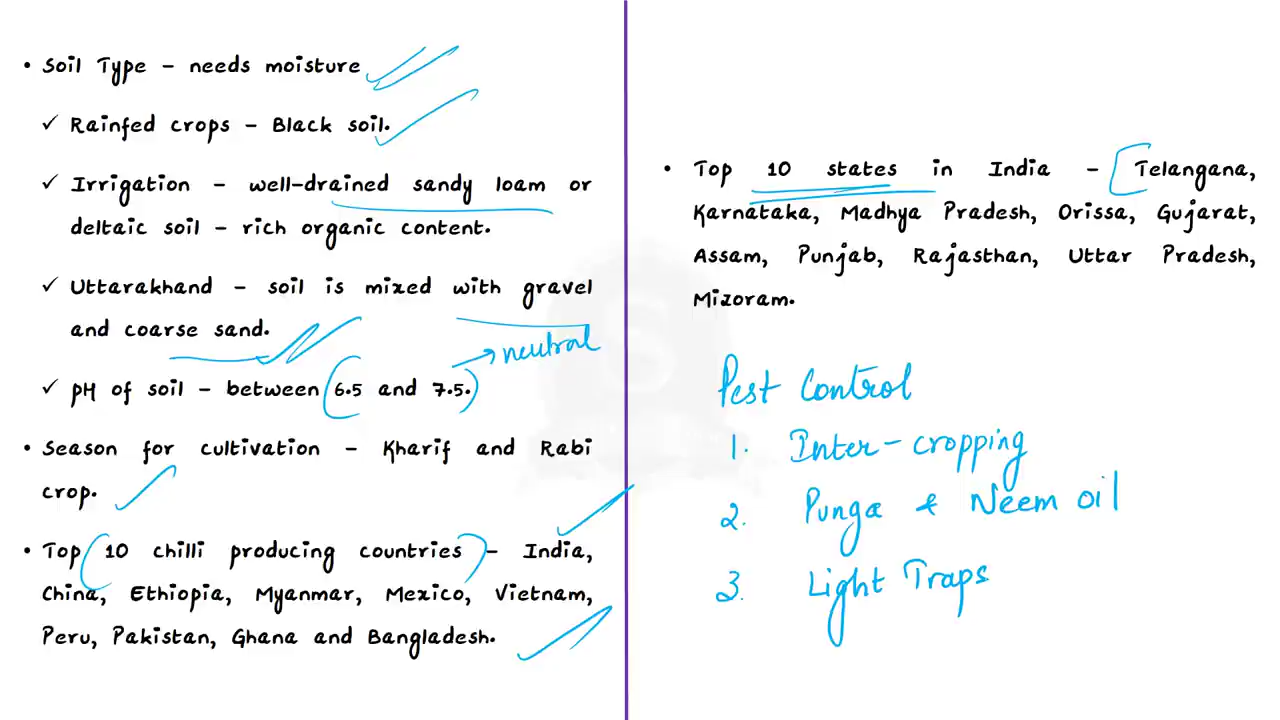 • Soil Type – needs moisture
✓ Rainfed crops – Black soil.
✓ Irrigation – well-drained sandy loam or
deltaic soil – rich organic content.
✓ Uttarakhand – soil is mixed with gravel
and coarse sand.
→ neutral
✓ pH of soil – between (6.5 and 7.5.)
• Season for cultivation – Kharif and Rabi
crop.
• Top (10 chilli producing countries) – India,
China, Ethiopia, Myanmar, Mexico, Vietnam,
Peru, Pakistan, Ghana and Bangladesh.
• Top 10 states in India – [Telangana,
Karnataka, Madhya Pradesh, Orissa, Gujarat,
Assam, Punjab, Rajasthan, Uttar Pradesh,
Mizoram.
Pest Control
1. Inter-cropping
2. Punga & Neem oil
3. Light Traps